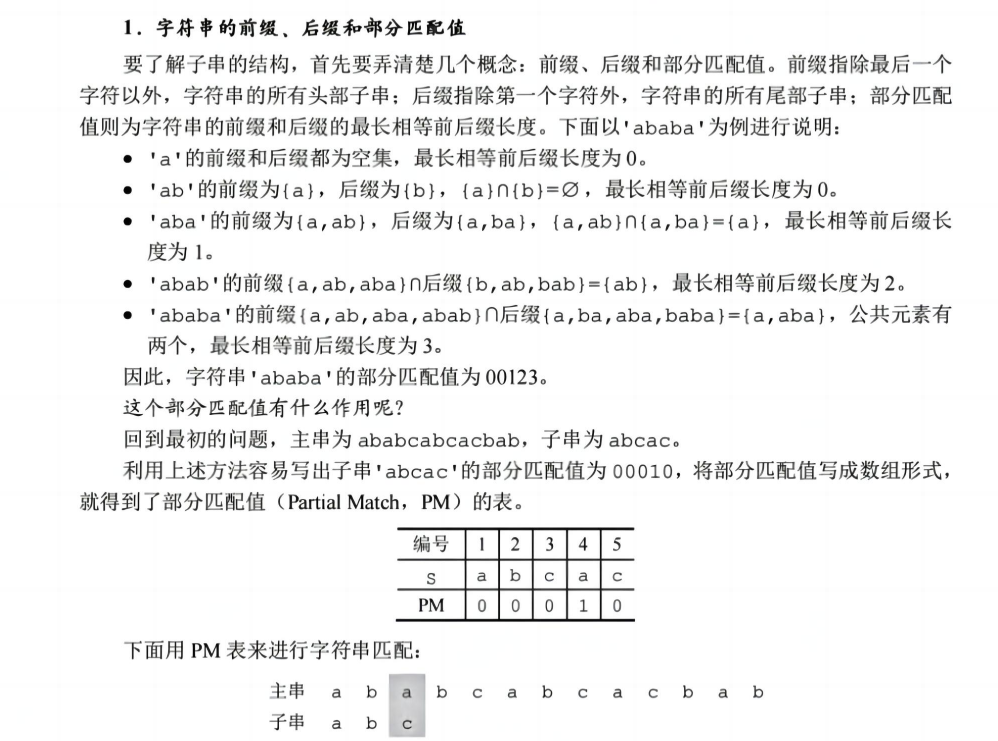 1．字符串的前缀、后缀和部分匹配值
要了解子串的结构，首先要弄清楚几个概念：前缀、后缀和部分匹配值。前缀指除最后一个
字符以外，字符串的所有头部子串；后缀指除第一个字符外，字符串的所有尾部子串；部分匹配
值则为字符串的前缀和后缀的最长相等前后缀长度。下面以'ababa'为例进行说明：
● 'a'的前缀和后缀都为空集，最长相等前后缀长度为0。
● 'ab'的前缀为{a}，后缀为{b}，{a}∩{b}=∅，最长相等前后缀长度为0。
● 'aba'的前缀为{a,ab}，后缀为{a,ba}，{a,ab}∩{a,ba}={a}，最长相等前后缀长
度为1。
● 'abab'的前缀{a,ab,aba}∩后缀{b,ab,bab}={ab}，最长相等前后缀长度为2。
● 'ababa'的前缀{a,ab,aba,abab}∩后缀{a,ba,aba,baba}={a,aba}，公共元素有
两个，最长相等前后缀长度为3。
因此，字符串'ababa'的部分匹配值为00123。
这个部分匹配值有什么作用呢？
回到最初的问题，主串为ababcabcacbab，子串为abcac。
利用上述方法容易写出子串'abcac'的部分匹配值为00010，将部分匹配值写成数组形式，
就得到了部分匹配值（Partial Match，PM）的表。
编号 1 2 3 4 5
S a b c a c
PM 0 0 0 1 0
下面用PM表来进行字符串匹配：
主串 a b a b c a b c a c b a b
子串 a b c